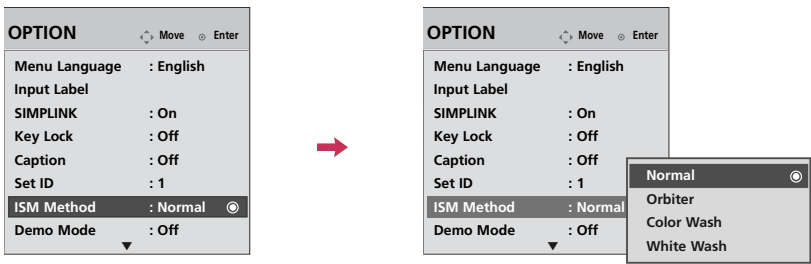 OPTION Move Enter
Menu Language : English
Input Label
SIMPLINK : On
Key Lock : Off
Caption : Off
Set ID : 1
ISM Method : Normal
Demo Mode : Off
OPTION Move Enter
Menu Language : English
Input Label
SIMPLINK : On
Key Lock : Off
Caption : Off
Set ID : 1
ISM Method : Normal
Demo Mode : Off
Normal
Orbiter
Color Wash
White Wash